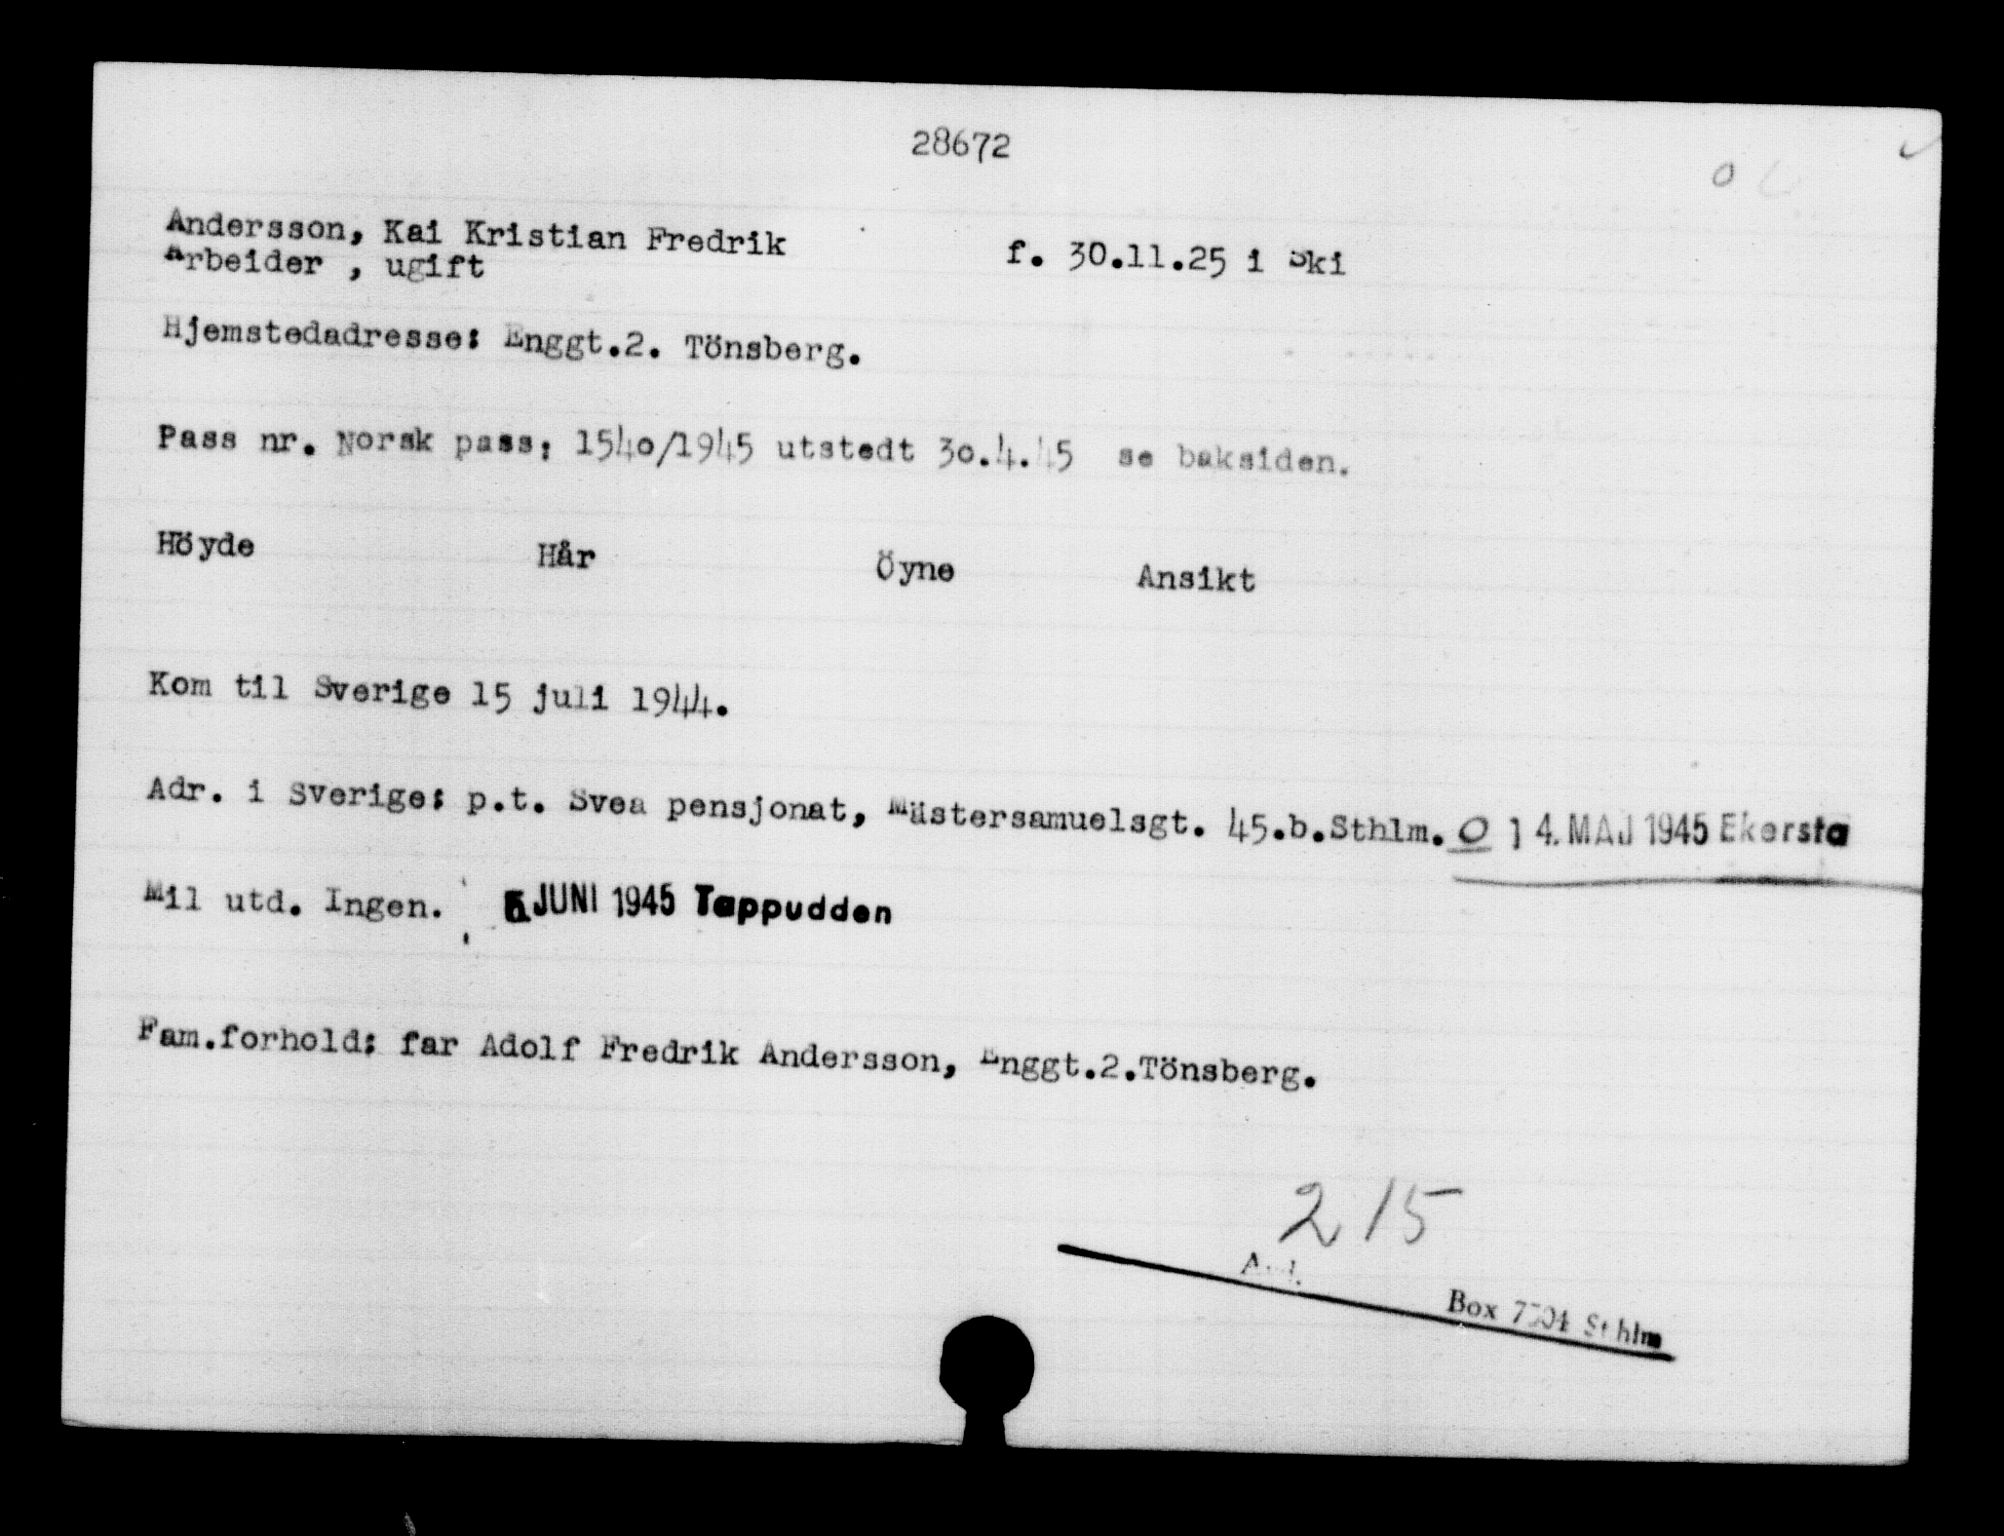 28672
Andersson, Kai Kristian Fredrik f. 30.11.25 i Ski
Arbeider , ugift
Hjemstedadresse: Enggt.2. Tönsberg.
Pass nr. Norsk pass: 1540/1945 utstedt 30.4.45 se baksiden.
Höyde Hår Öyne Ansikt
Kom til Sverige 15 juli 1944.
Adr. i Sverige: p.t. Svea pensjonat, Mästersamuelsgt. 45.b.Sthlm. O 14. MAJ 1945 Ekersta
Mil utd. Ingen. 5 JUNI 1945 Tappudden
Fam.forhold: far Adolf Fredrik Andersson, Enggt.2.Tönsberg.
2 15
Box Sthlm